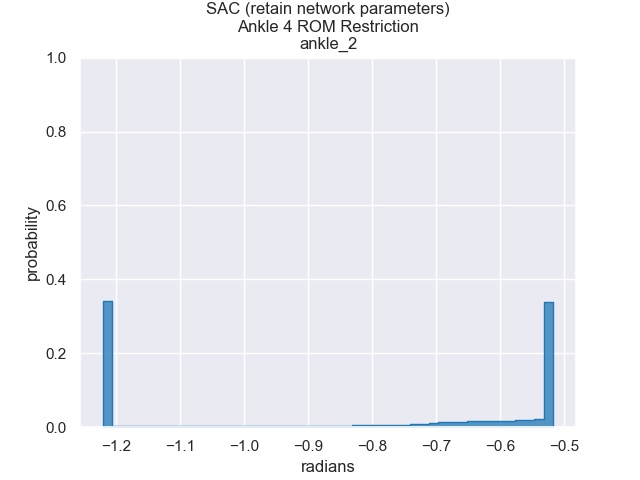 SAC (retain network parameters)
Ankle 4 ROM Restriction
ankle_2
1.0
0.8
0.6
0.4
0.2
0.0
probability
−1.2 −1.1 −1.0 −0.9 −0.8 −0.7 −0.6 −0.5
radians